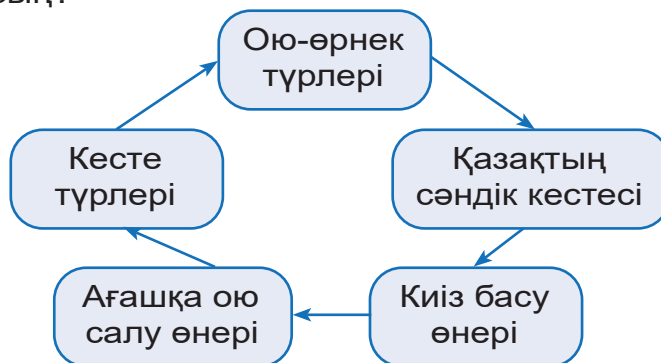 Ою-өрнек
түрлері
Қазақтың
сәндік кестесі
Киіз басу
өнері
Ағашқа ою
салу өнері
Кесте
түрлері